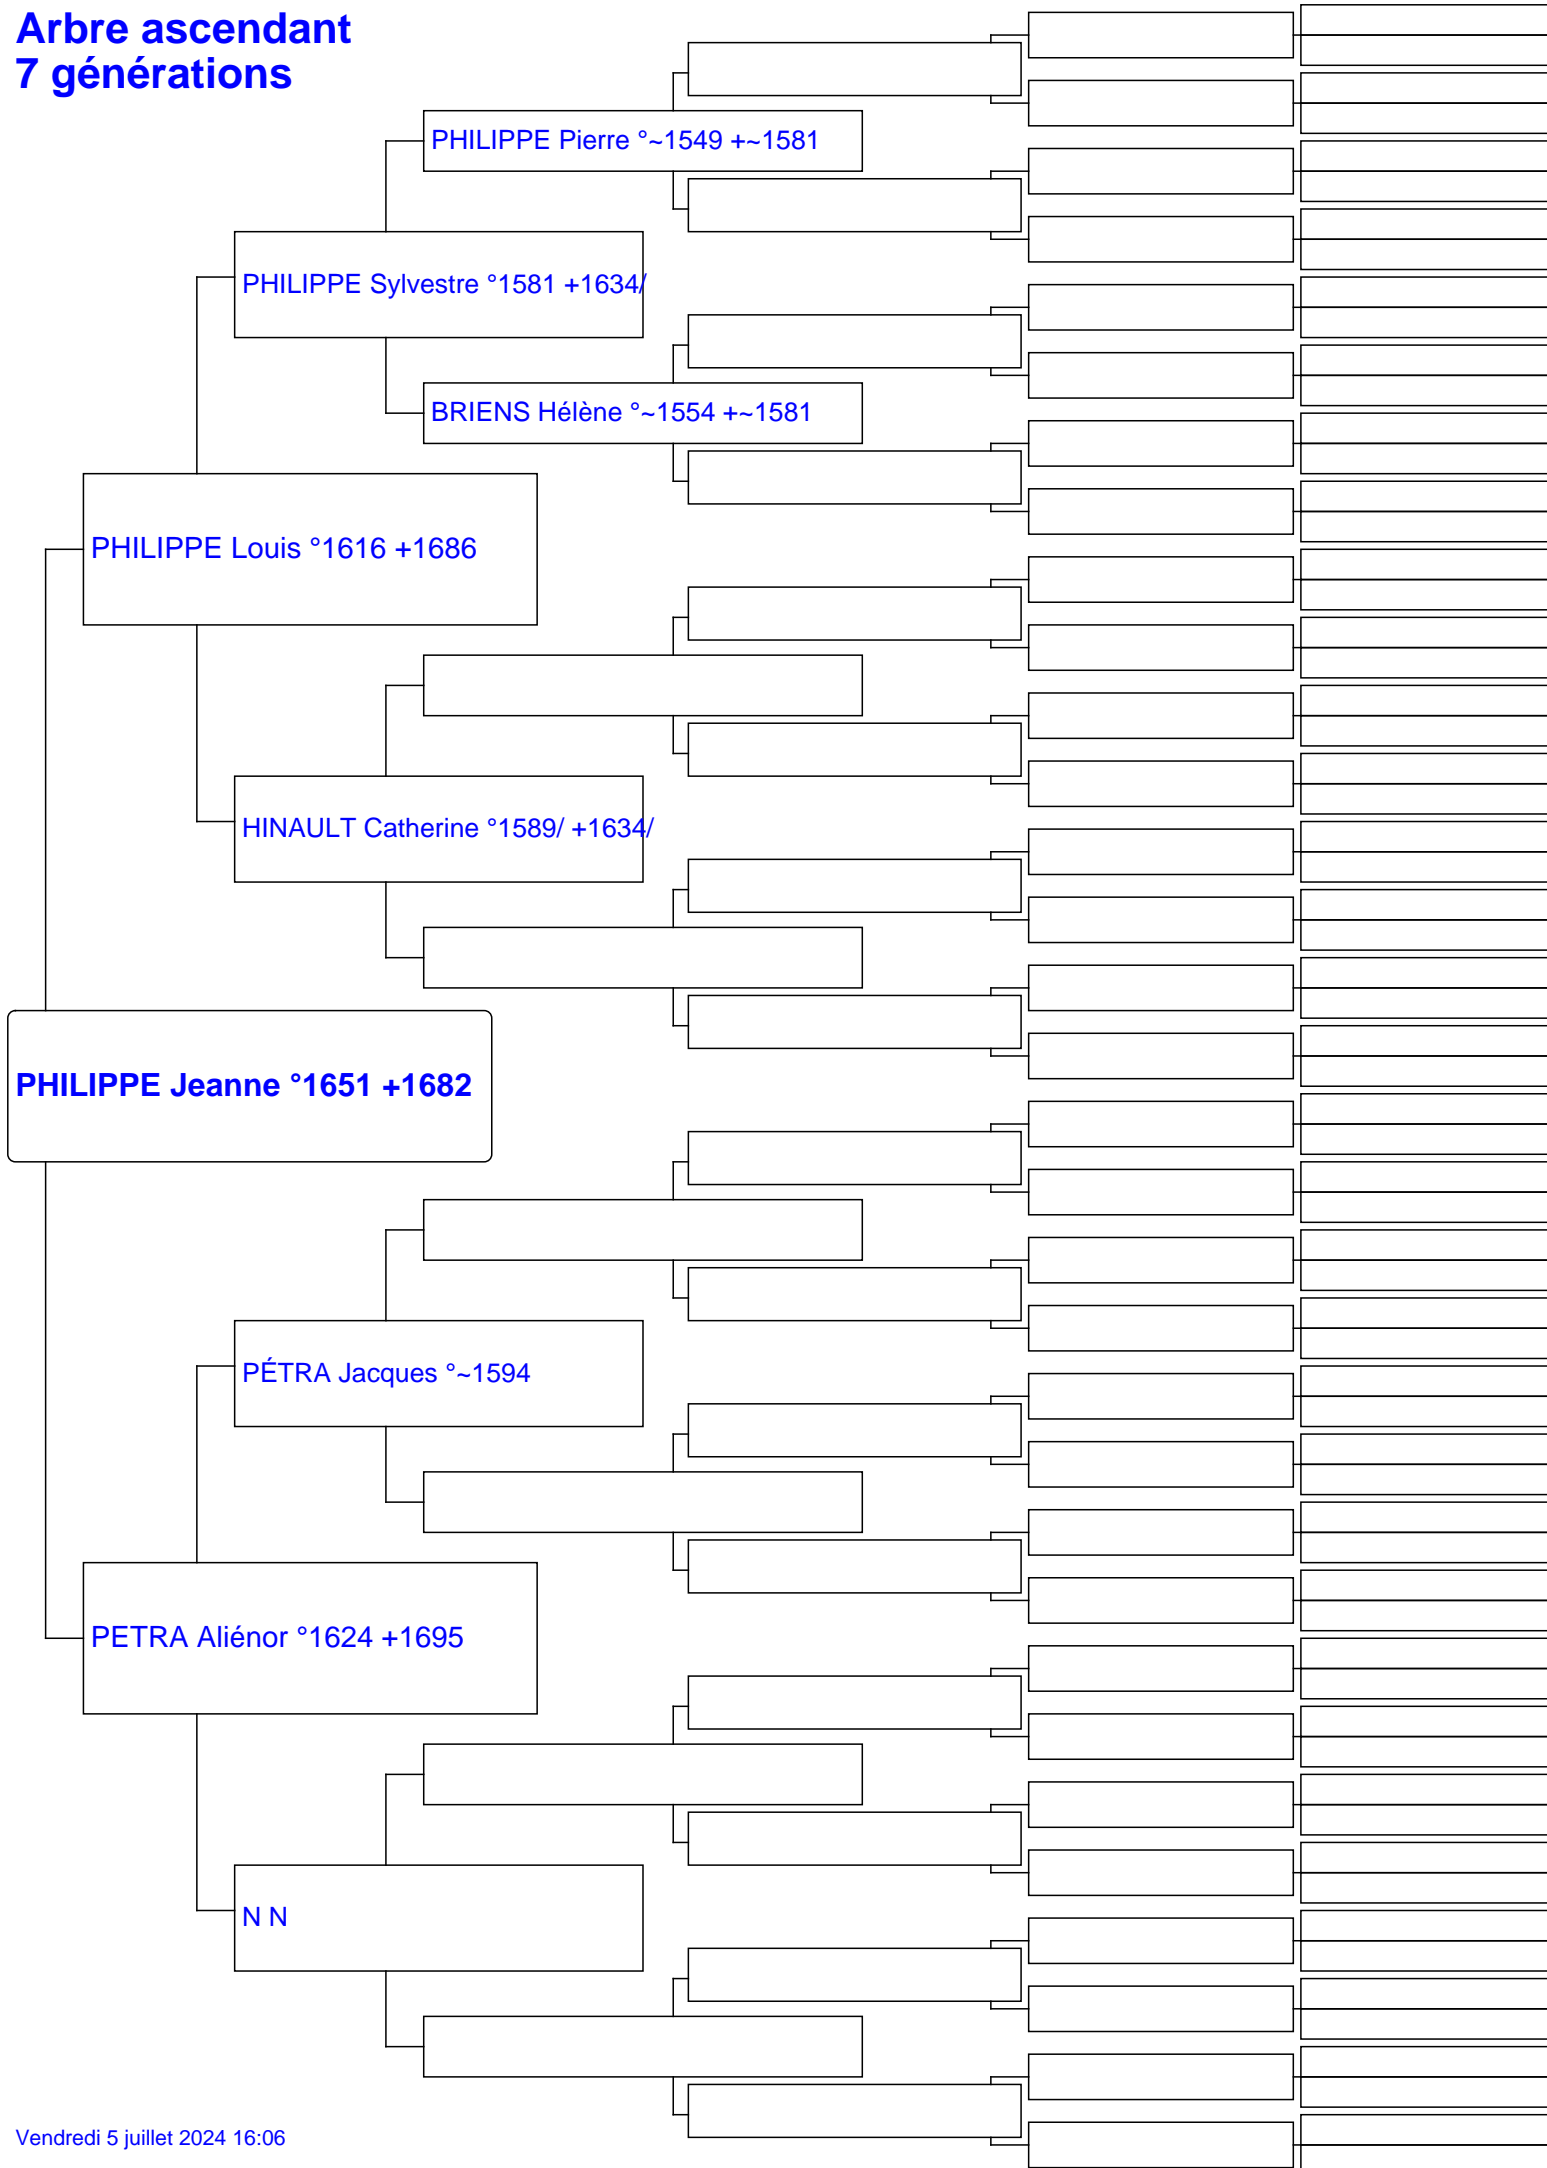 Arbre ascendant
7 générations
PHILIPPE Pierre °~1549 +~1581
PHILIPPE Sylvestre °1581 +1634/
BRIENS Hélène °~1554 +~1581
PHILIPPE Louis °1616 +1686
HINAULT Catherine °1589/ +1634/
PHILIPPE Jeanne °1651 +1682
PÉTRA Jacques °~1594
PETRA Aliénor °1624 +1695
N N
Vendredi 5 juillet 2024 16:06